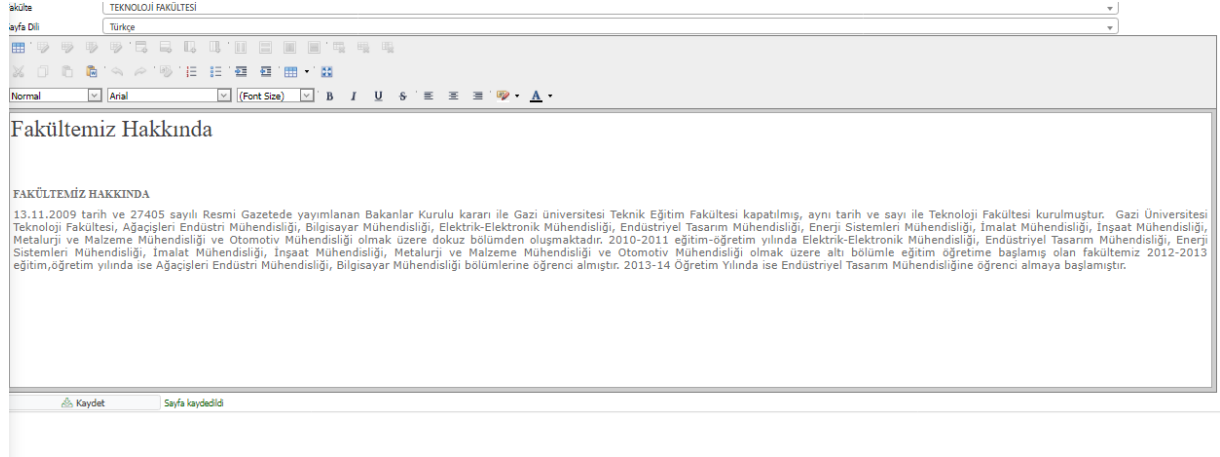 Fakülte TEKNOLOJİ FAKÜLTESİ
Sayfa Dili Türkçe
Normal Arial (Font Size) B I U S A
Fakültemiz Hakkında
FAKÜLTEMİZ HAKKINDA
13.11.2009 tarih ve 27405 sayılı Resmi Gazetede yayımlanan Bakanlar Kurulu kararı ile Gazi üniversitesi Teknik Eğitim Fakültesi kapatılmış, aynı tarih ve sayı ile Teknoloji Fakültesi kurulmuştur. Gazi Üniversitesi
Teknoloji Fakültesi, Ağaçişleri Endüstri Mühendisliği, Bilgisayar Mühendisliği, Elektrik-Elektronik Mühendisliği, Endüstriyel Tasarım Mühendisliği, Enerji Sistemleri Mühendisliği, İmalat Mühendisliği, İnşaat Mühendisliği,
Metalurji ve Malzeme Mühendisliği ve Otomotiv Mühendisliği olmak üzere dokuz bölümden oluşmaktadır. 2010-2011 eğitim-öğretim yılında Elektrik-Elektronik Mühendisliği, Endüstriyel Tasarım Mühendisliği, Enerji
Sistemleri Mühendisliği, İmalat Mühendisliği, İnşaat Mühendisliği, Metalurji ve Malzeme Mühendisliği ve Otomotiv Mühendisliği olmak üzere altı bölümle eğitim öğretime başlamış olan fakültemiz 2012-2013
eğitim,öğretim yılında ise Ağaçişleri Endüstri Mühendisliği, Bilgisayar Mühendisliği bölümlerine öğrenci almıştır. 2013-14 Öğretim Yılında ise Endüstriyel Tasarım Mühendisliğine öğrenci almaya başlamıştır.
Kaydet Sayfa kaydedildi